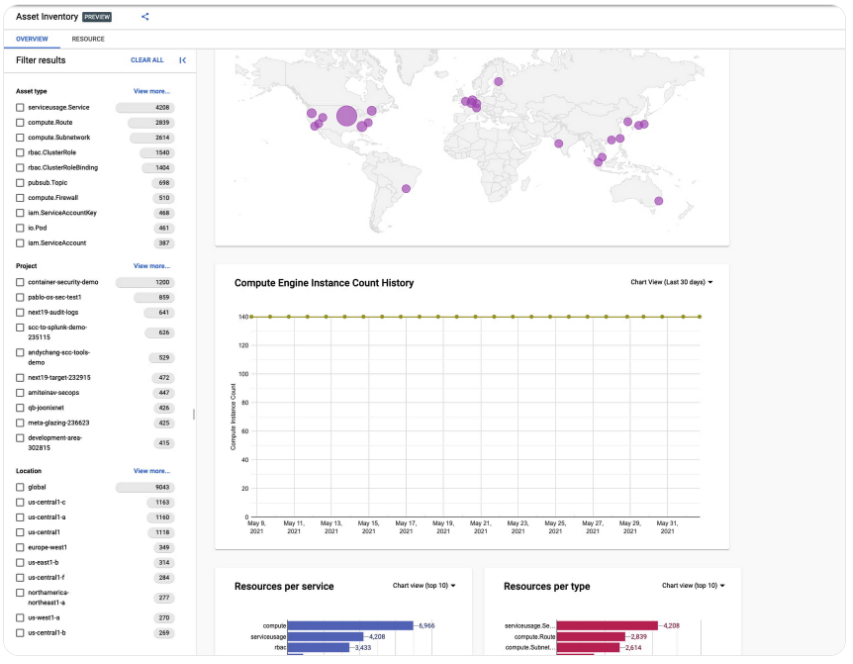 Asset Inventory PREVIEW
OVERVIEW RESOURCE
Filter results CLEAR ALL
Asset type View more...
serviceusage.Service 4208
compute.Route 2839
compute.Subnetwork 2614
rbac.ClusterRole 1540
rbac.ClusterRoleBinding 1404
pubsub.Topic 698
compute.Firewall 510
iam.ServiceAccountKey 468
io.Pod 461
iam.ServiceAccount 387
Project View more...
container-security-demo 1200
pablo-os-sec-test1 859
next19-audit-logs 641
scc-to-splunk-demo-
235115 626
andychang-scc-tools-
demo 529
next19-target-232915 472
amiteinav-secops 447
qb-joonixnet 426
meta-glazing-236623 425
development-area-
302815 415
Location View more...
global 9043
us-central1-c 1163
us-central1-a 1160
us-central1 1118
europe-west1 349
us-east1-b 314
us-central1-f 284
northamerica-
northeast1-a 277
us-west1-a 270
us-central1-b 269
Compute Engine Instance Count History Chart View (Last 30 days)
Compute Instance Count
140
120
100
80
60
40
20
0
May 9, May 11, May 13, May 15, May 17, May 19, May 21, May 23, May 25, May 27, May 29, May 31,
2021 2021 2021 2021 2021 2021 2021 2021 2021 2021 2021 2021
Resources per service Chart view (top 10)
compute 6,966
serviceusage 4,208
rbac 3,433
Resources per type Chart view (top 10)
serviceusage.Se... 4,208
compute.Route 2,839
compute.Subnet... 2,614